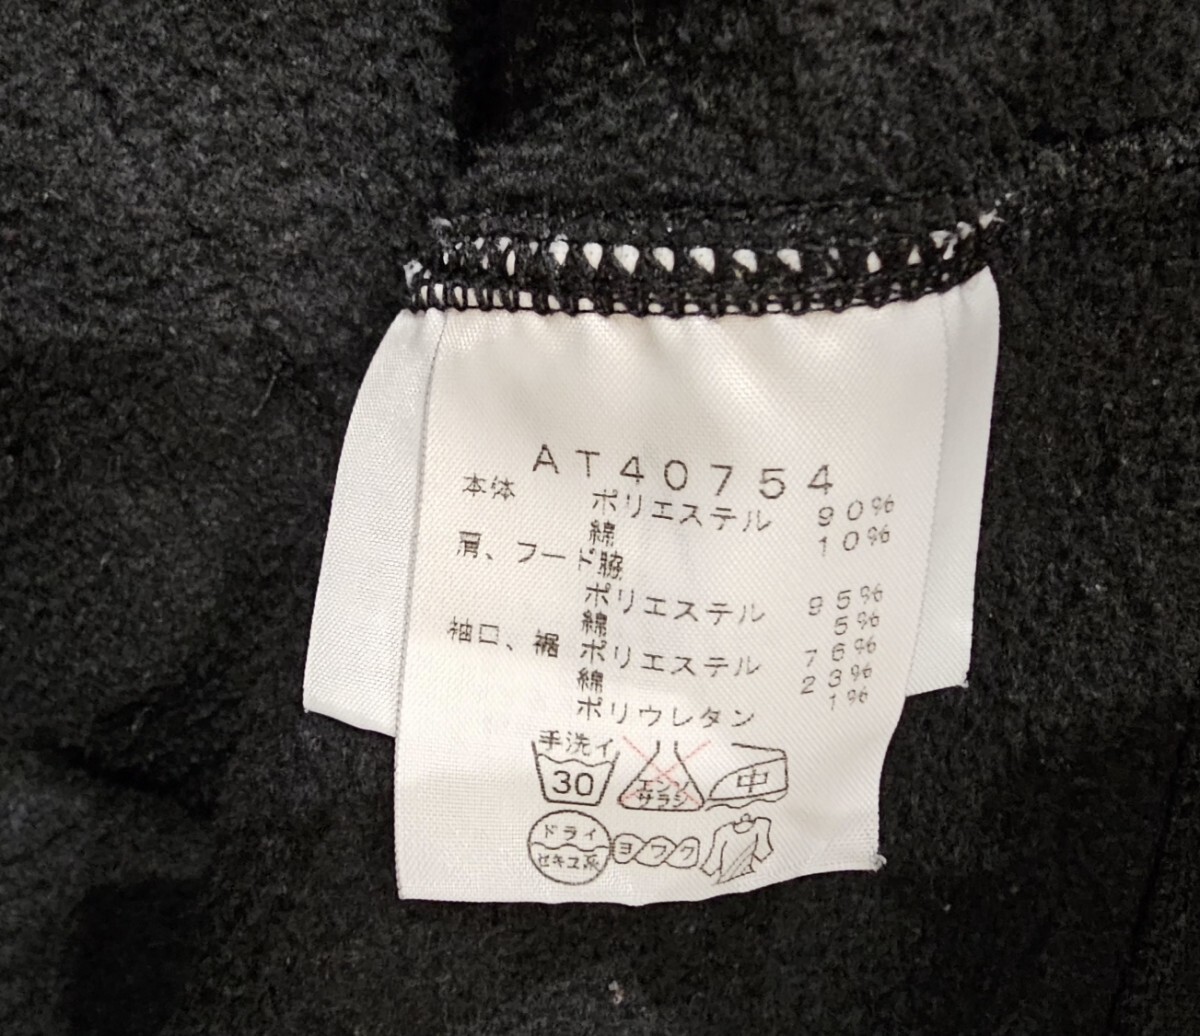 AT40754
本体 ポリエステル 90%
綿 10%
肩、フード、脇
ポリエステル 95%
綿 5%
袖口、裾 ポリエステル 76%
綿 23%
ポリウレタン 1%
手洗イ
30
エンソ
サラシ
中
ドライ
セキユ系
ヨワク